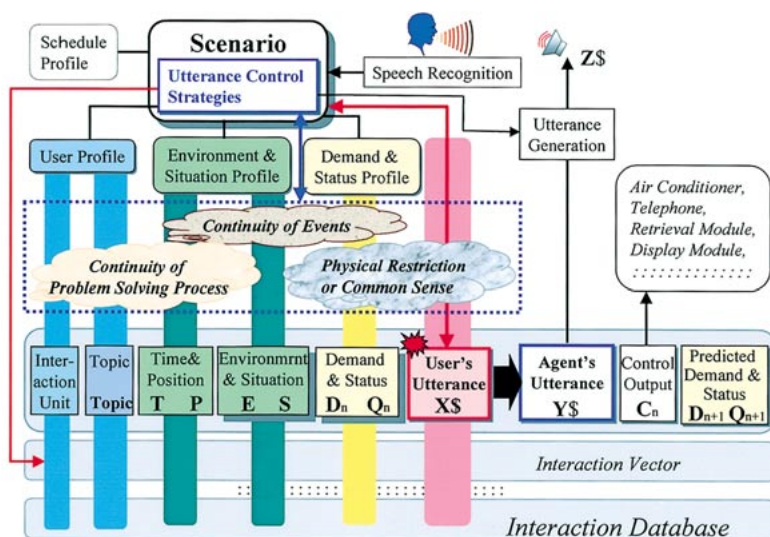 Schedule
Profile
Scenario
Utterance Control
Strategies
Speech Recognition
Z$
Utterance
Generation
User Profile
Environment &
Situation Profile
Demand &
Status Profile
Air Conditioner,
Telephone,
Retrieval Module,
Display Module,
: : : : : : : : : : :
Continuity of Events
Continuity of
Problem Solving Process
Physical Restriction
or Common Sense
Inter-
action
Unit
Topic
Topic
Time&
Position
T P
Environmrnt
& Situation
E S
Demand
& Status
Dn Qn
User's
Utterance
X$
Agent's
Utterance
Y$
Control
Output
Cn
Predicted
Demand &
Status
Dn+1 Qn+1
Interaction Vector
Interaction Database